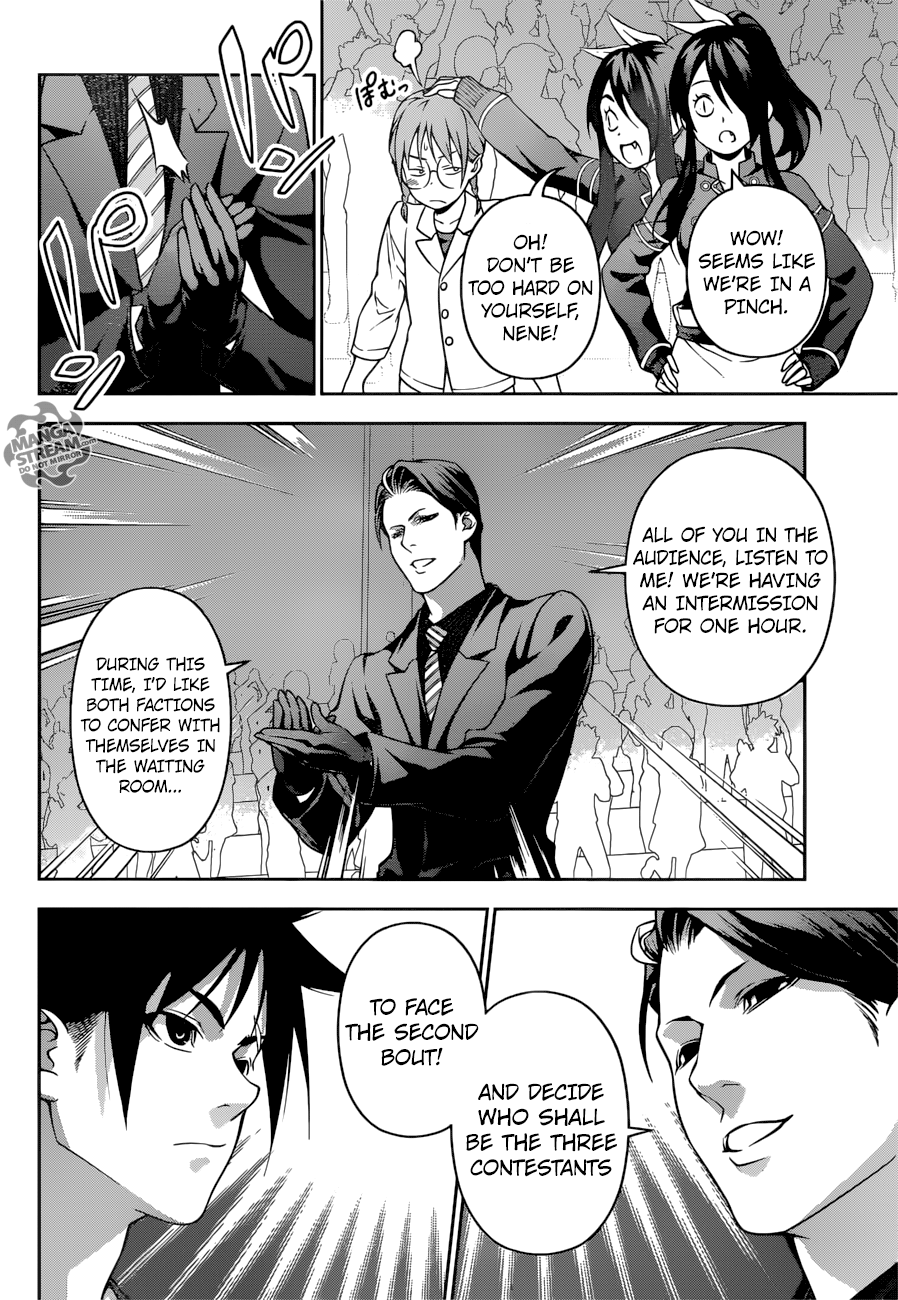 WOW!
SEEMS LIKE
WE'RE IN A
PINCH.
OH!
DON'T BE
TOO HARD ON
YOURSELF,
NENE!
ぽむっ
パ
パ
MANGA
STREAM.com
DO NOT MIRROR
ALL OF YOU IN THE
AUDIENCE, LISTEN TO
ME! WE'RE HAVING
AN INTERMISSION
FOR ONE HOUR.
DURING THIS
TIME, I'D LIKE
BOTH FACTIONS
TO CONFER WITH
THEMSELVES IN
THE WAITING
ROOM...
AND DECIDE
WHO SHALL
BE THE THREE
CONTESTANTS
TO FACE
THE SECOND
BOUT!